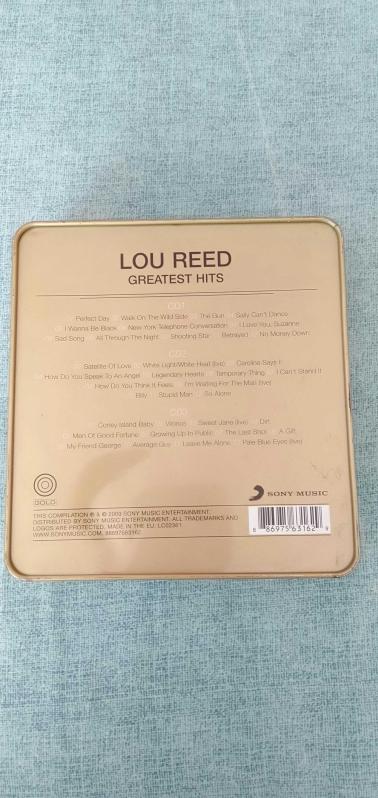 LOU REED
GREATEST HITS
CD1
Perfect Day Walk On The Wild Side The Gun Sally Can't Dance
I Wanna Be Black New York Telephone Conversation I Love You, Suzanne
Sad Song All Through The Night Shooting Star Betrayed No Money Down
CD2
Satellite Of Love White Light/White Heat (live) Caroline Says II
How Do You Speak To An Angel Legendary Hearts Temporary Thing I Can't Stand It
How Do You Think It Feels I'm Waiting For The Man (live)
Billy Stupid Man So Alone
CD3
Coney Island Baby Women Sweet Jane (live) Dirt
Man Of Good Fortune Growing Up In Public The Last Shot A Gift
My Friend George Average Guy Leave Me Alone Pale Blue Eyes (live)
GOLD
SONY MUSIC
THIS COMPILATION ℗ & © 2009 SONY MUSIC ENTERTAINMENT.
DISTRIBUTED BY SONY MUSIC ENTERTAINMENT. ALL TRADEMARKS AND
LOGOS ARE PROTECTED. MADE IN THE EU. LC02361
WWW.SONYMUSIC.COM. 88697563162
8 86975 63162 9